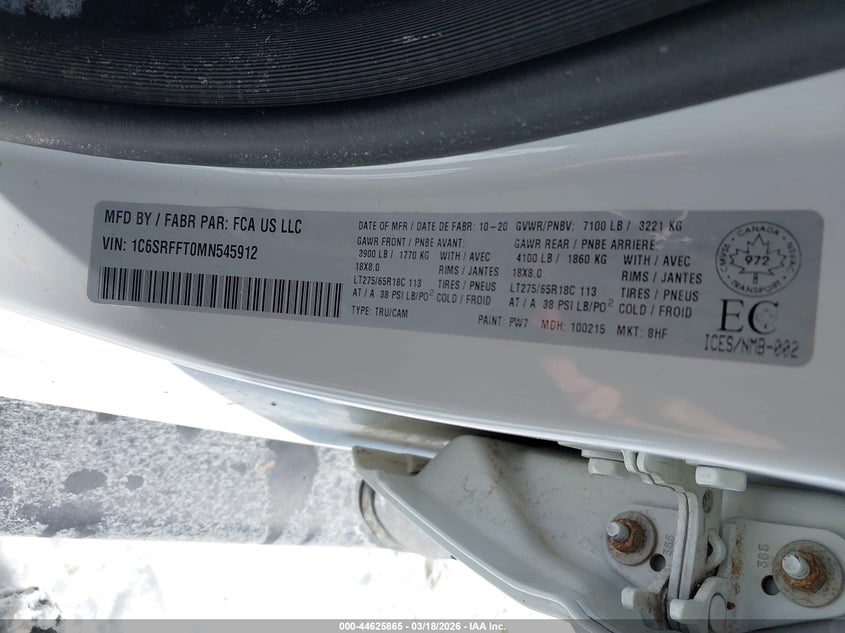 MFD BY / FABR PAR: FCA US LLC
VIN: 1C6SRFFT0MN545912
DATE OF MFR / DATE DE FABR: 10-20 GVWR/PNBV: 7100 LB / 3221 KG
GAWR FRONT / PNBE AVANT: GAWR REAR / PNBE ARRIERE:
3900 LB / 1770 KG WITH / AVEC 4100 LB / 1860 KG WITH / AVEC
18X8.0 RIMS / JANTES 18X8.0 RIMS / JANTES
LT275/65R18C 113 TIRES / PNEUS LT275/65R18C 113 TIRES / PNEUS
AT / A 38 PSI LB/PO² COLD / FROID AT / A 38 PSI LB/PO² COLD / FROID
TYPE: TRU/CAM PAINT: PW7 MDH: 100215 MKT: 8HF
CMVSS • CANADA • NSVAC
972
8
TRANSPORT
EC
ICES/NMB-002
365
365
000-44625865 - 03/18/2026 - IAA Inc.